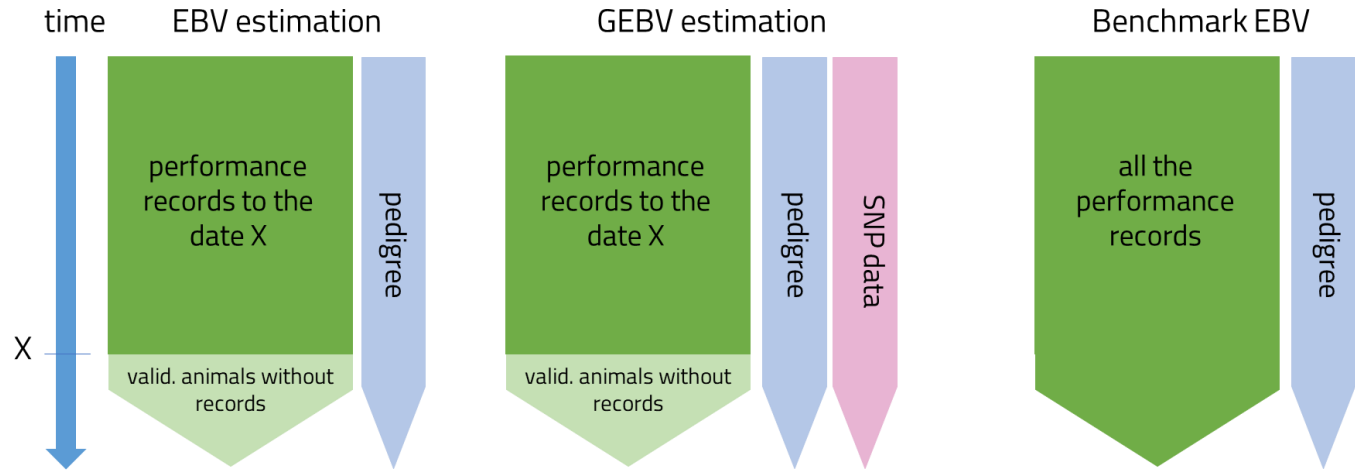 time
EBV estimation
GEBV estimation
Benchmark EBV
performance
records to the
date X
pedigree
performance
records to the
date X
pedigree
SNP data
all the
performance
records
pedigree
X
valid. animals without
records
valid. animals without
records